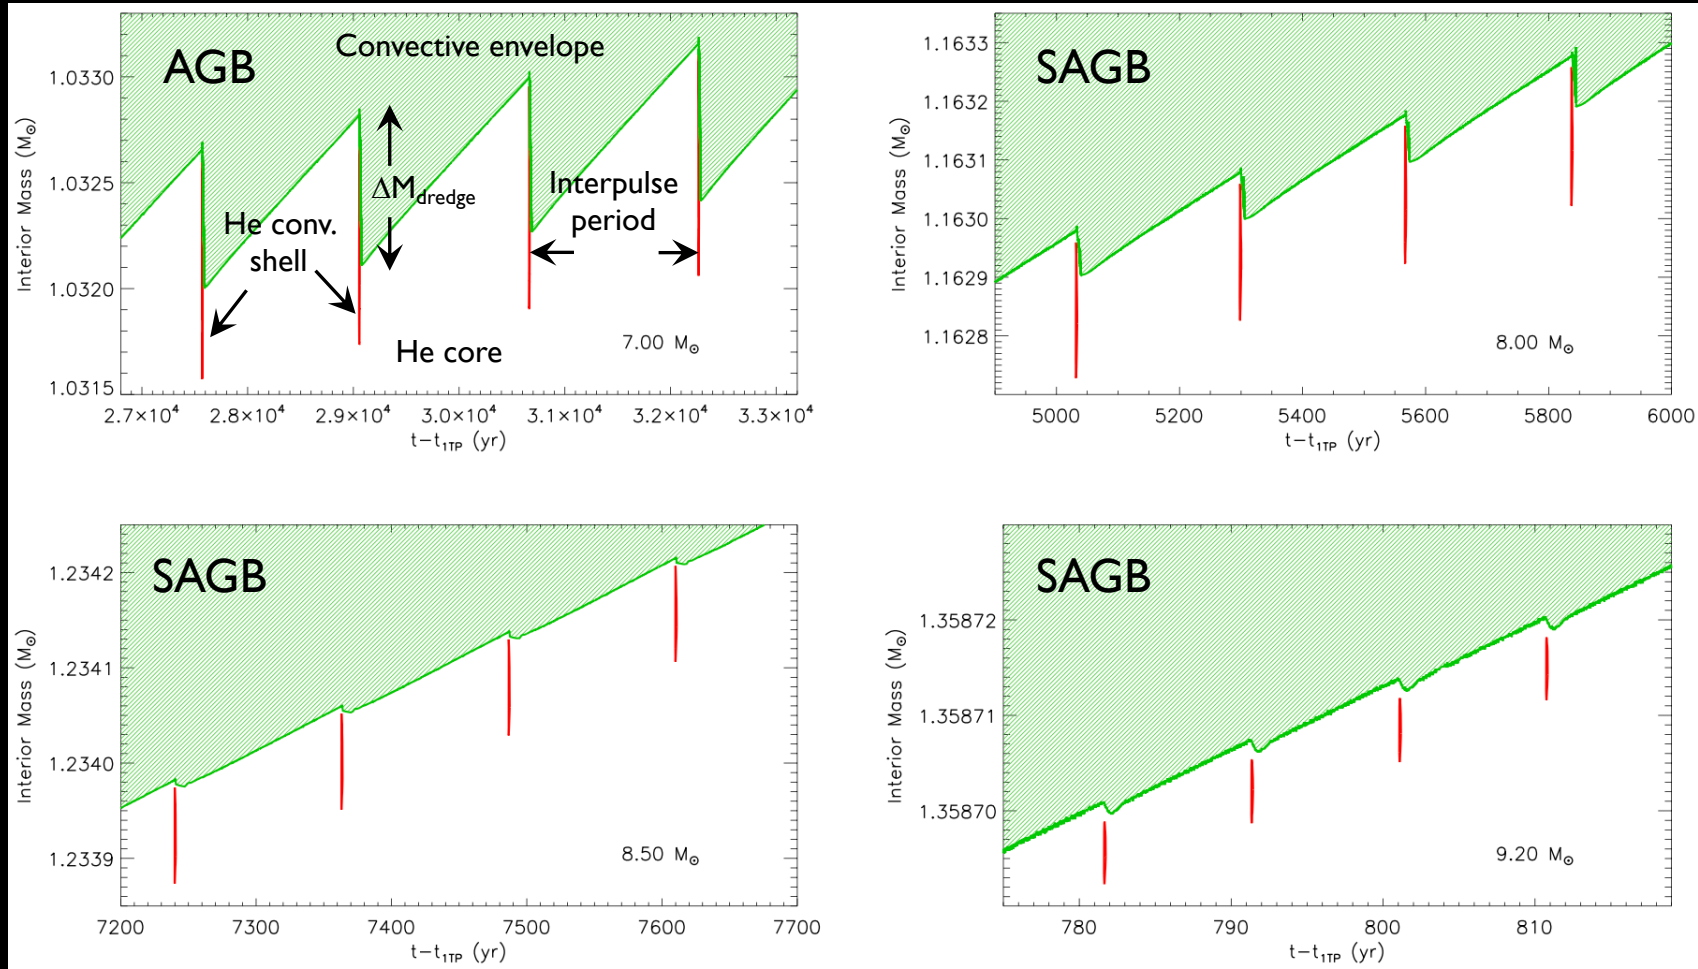 AGB
Convective envelope
ΔM_dredge
Interpulse
period
He conv.
shell
He core
7.00 M⊙
Interior Mass (M⊙)
1.0330
1.0325
1.0320
1.0315
2.7×10⁴ 2.8×10⁴ 2.9×10⁴ 3.0×10⁴ 3.1×10⁴ 3.2×10⁴ 3.3×10⁴
t−t₁TP (yr)
SAGB
8.00 M⊙
Interior Mass (M⊙)
1.1633
1.1632
1.1631
1.1630
1.1629
1.1628
5000 5200 5400 5600 5800 6000
t−t₁TP (yr)
SAGB
8.50 M⊙
Interior Mass (M⊙)
1.2342
1.2341
1.2340
1.2339
7200 7300 7400 7500 7600 7700
t−t₁TP (yr)
SAGB
9.20 M⊙
Interior Mass (M⊙)
1.35872
1.35871
1.35870
780 790 800 810
t−t₁TP (yr)